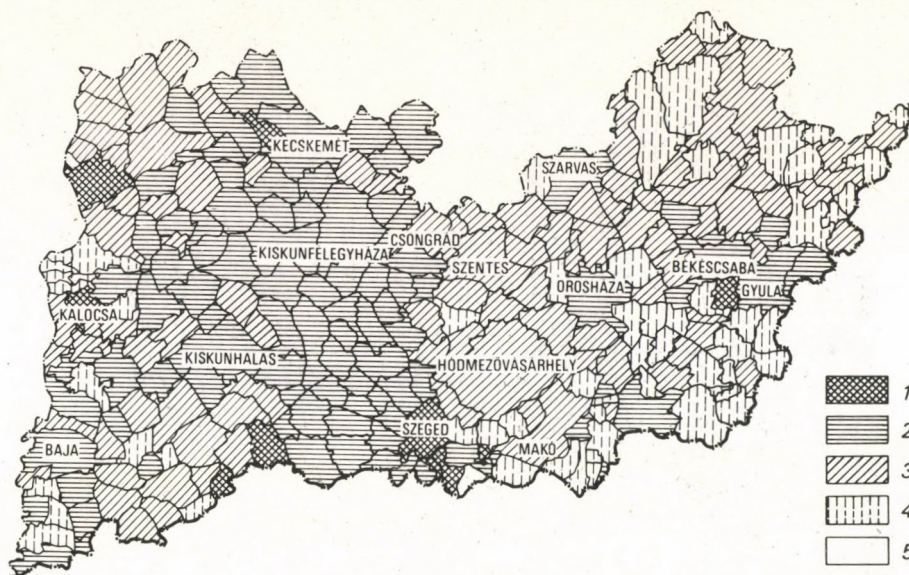 KECSKEMÉT
SZARVAS
CSONGRÁD
KISKUNFÉLEGYHÁZA
SZENTES
BÉKÉSCSABA
OROSHÁZA
GYULA
KALOCSA
KISKUNHALAS
HÓDMEZŐVÁSÁRHELY
1
2
SZEGED
3
BAJA
MAKÓ
4
5